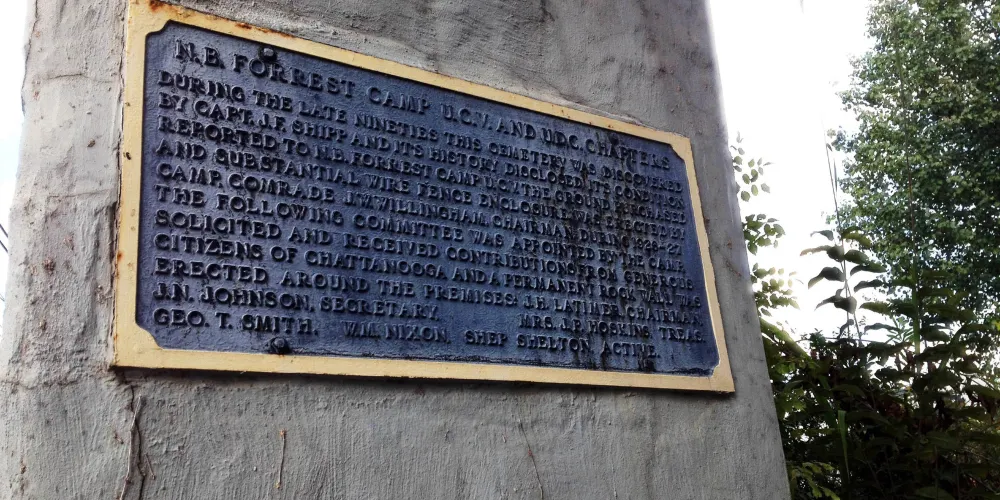 N.B. FORREST CAMP U.C.V. AND U.D.C. CHAPTERS
DURING THE LATE NINETIES THIS CEMETERY WAS DISCOVERED
BY CAPT. J.F. SHIPP AND ITS HISTORY DISCLOSED. ITS CONDITION
REPORTED TO N.B. FORREST CAMP U.C.V. THE GROUND PURCHASED
AND SUBSTANTIAL WIRE FENCE ENCLOSURE WAS ERECTED BY
CAMP. COMRADE J.W. WILLINGHAM, CHAIRMAN. DURING 1926-27
THE FOLLOWING COMMITTEE WAS APPOINTED BY THE CAMP
SOLICITED AND RECEIVED CONTRIBUTIONS FROM GENEROUS
CITIZENS OF CHATTANOOGA AND A PERMANENT ROCK WALL WAS
ERECTED AROUND THE PREMISES: J.H. LATIMER, CHAIRMAN.
J.N. JOHNSON, SECRETARY. MRS. J.P. HOSKINS, TREAS.
GEO. T. SMITH. WM. NIXON. SHEP SHELTON, ACTIVE.